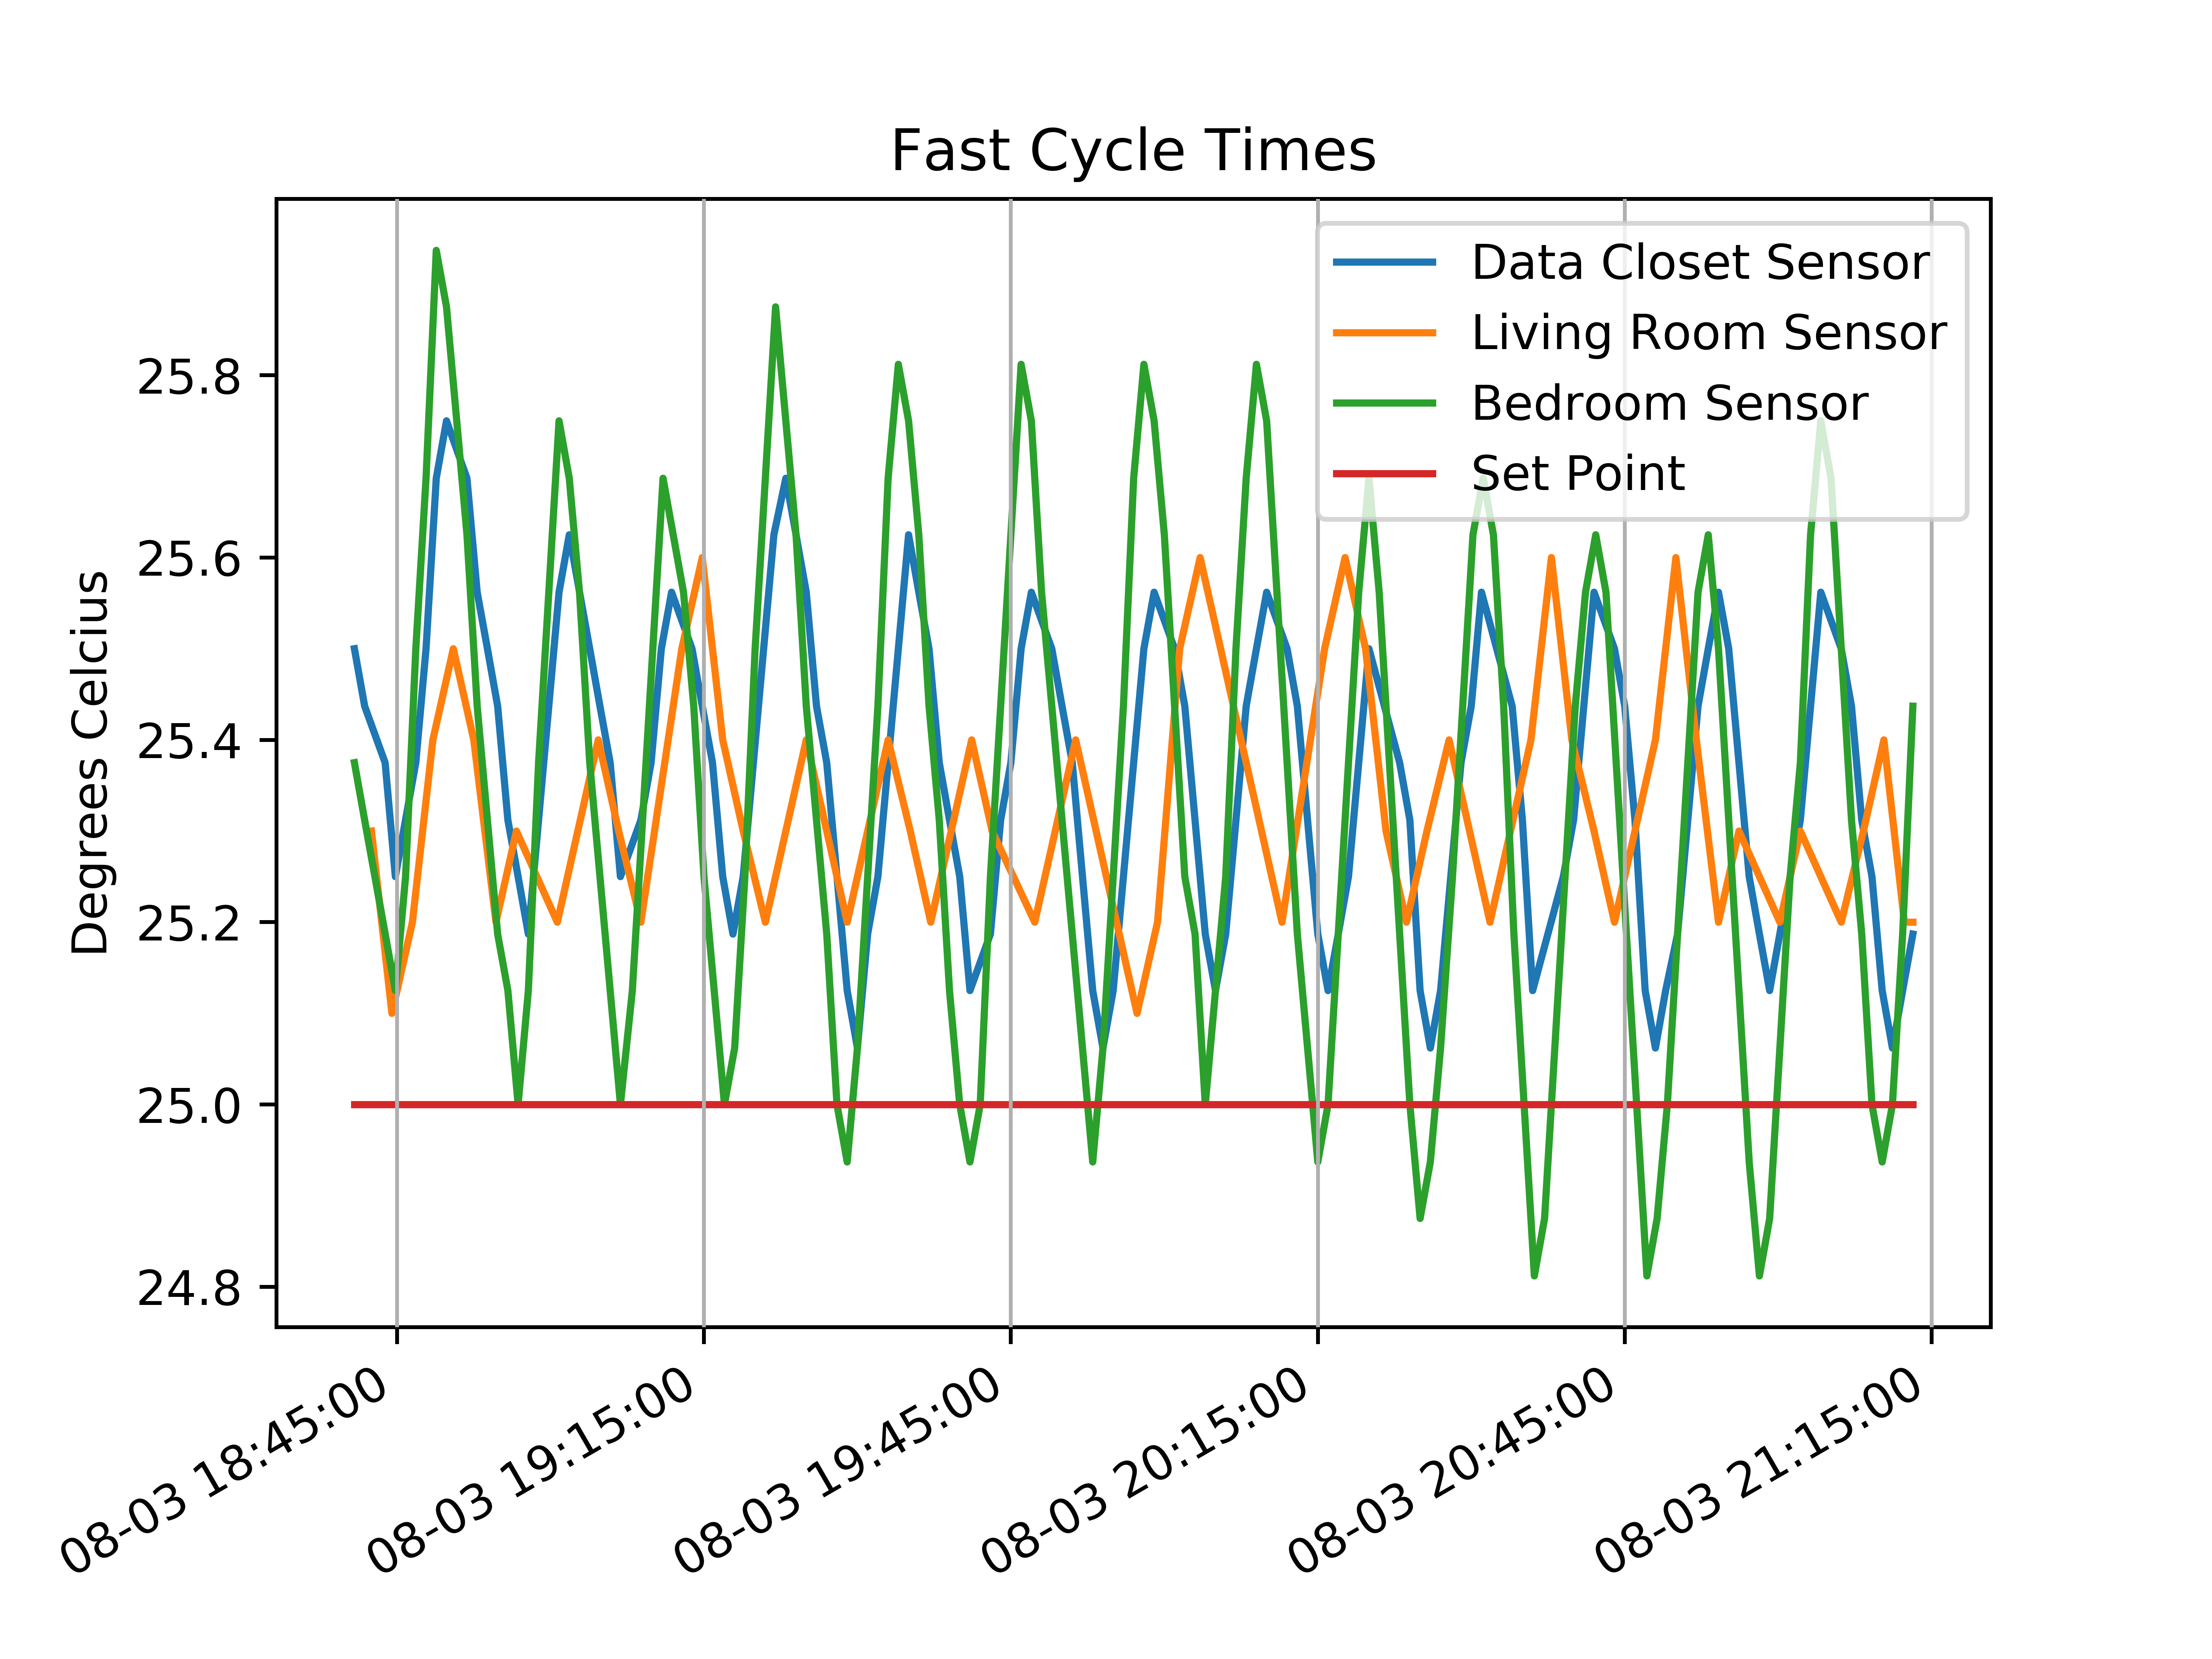 Fast Cycle Times
Data Closet Sensor
Living Room Sensor
Bedroom Sensor
Set Point
Degrees Celcius
25.8
25.6
25.4
25.2
25.0
24.8
08-03 18:45:00
08-03 19:15:00
08-03 19:45:00
08-03 20:15:00
08-03 20:45:00
08-03 21:15:00